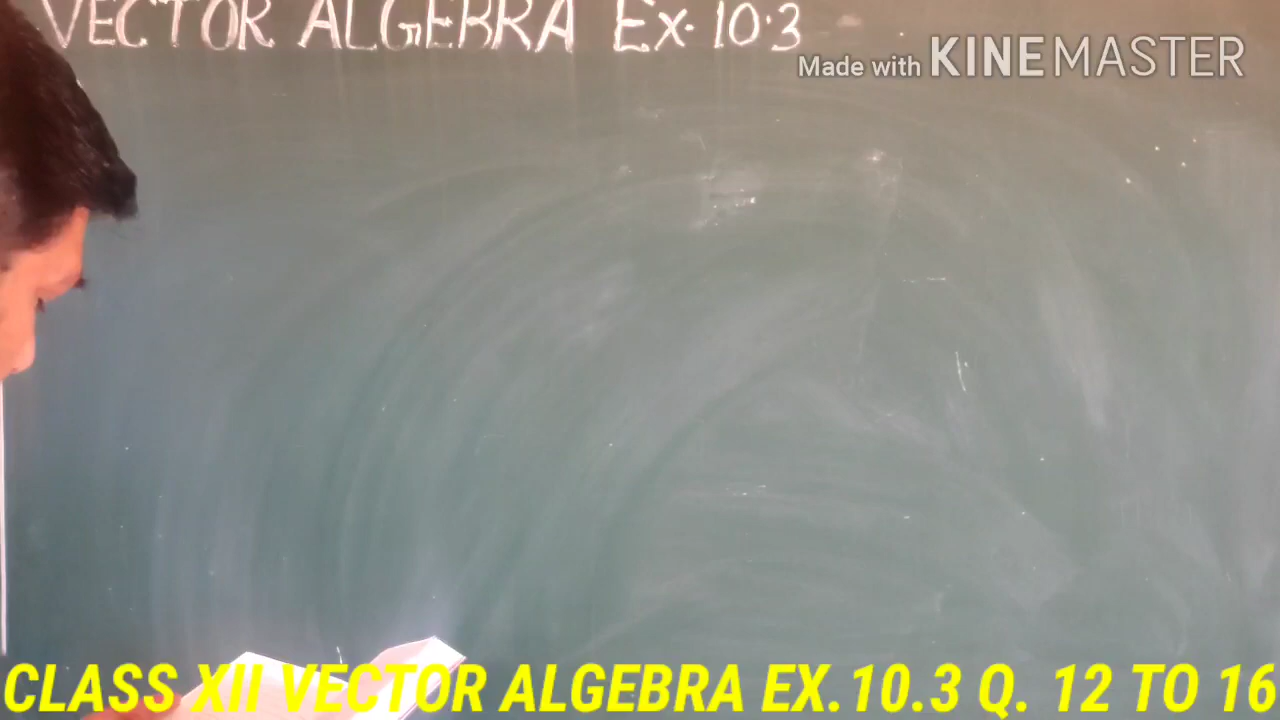 VECTOR ALGEBRA Ex. 10.3
Made with KINEMASTER
CLASS XII VECTOR ALGEBRA EX.10.3 Q. 12 TO 16